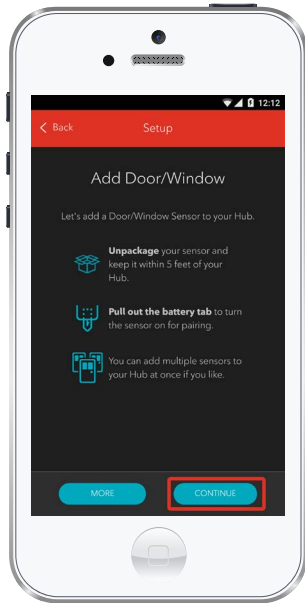 12:12
Back
Setup
Add Door/Window
Let's add a Door/Window Sensor to your Hub.
Unpackage your sensor and
keep it within 5 feet of your
Hub.
Pull out the battery tab to turn
the sensor on for pairing.
You can add multiple sensors to
your Hub at once if you like.
MORE
CONTINUE